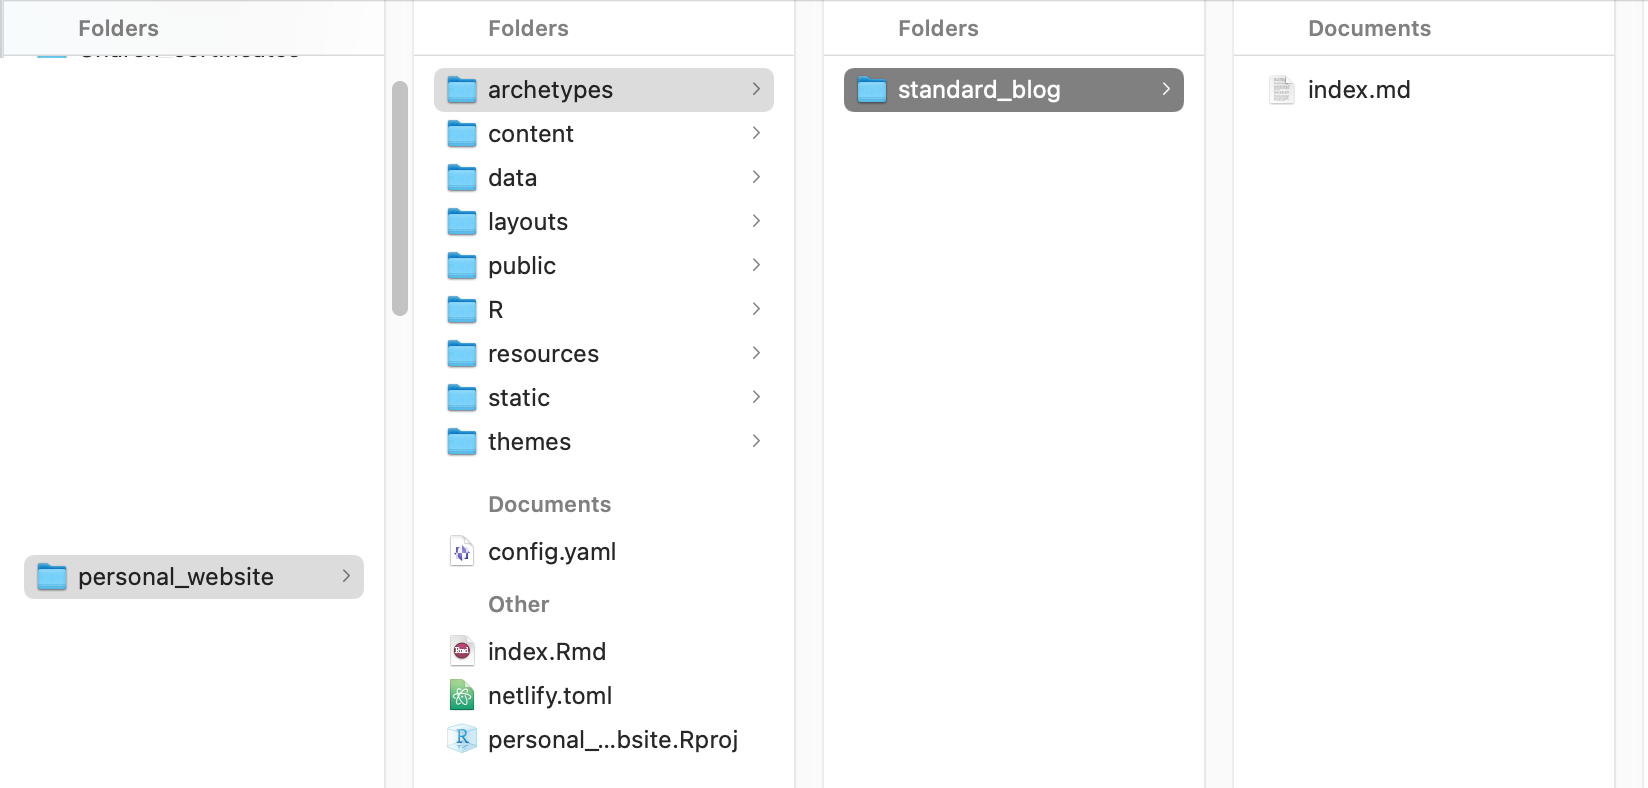 Folders
personal_website
Folders
archetypes
content
data
layouts
public
R
resources
static
themes
Documents
config.yaml
Other
index.Rmd
netlify.toml
personal_...bsite.Rproj
Folders
standard_blog
Documents
index.md